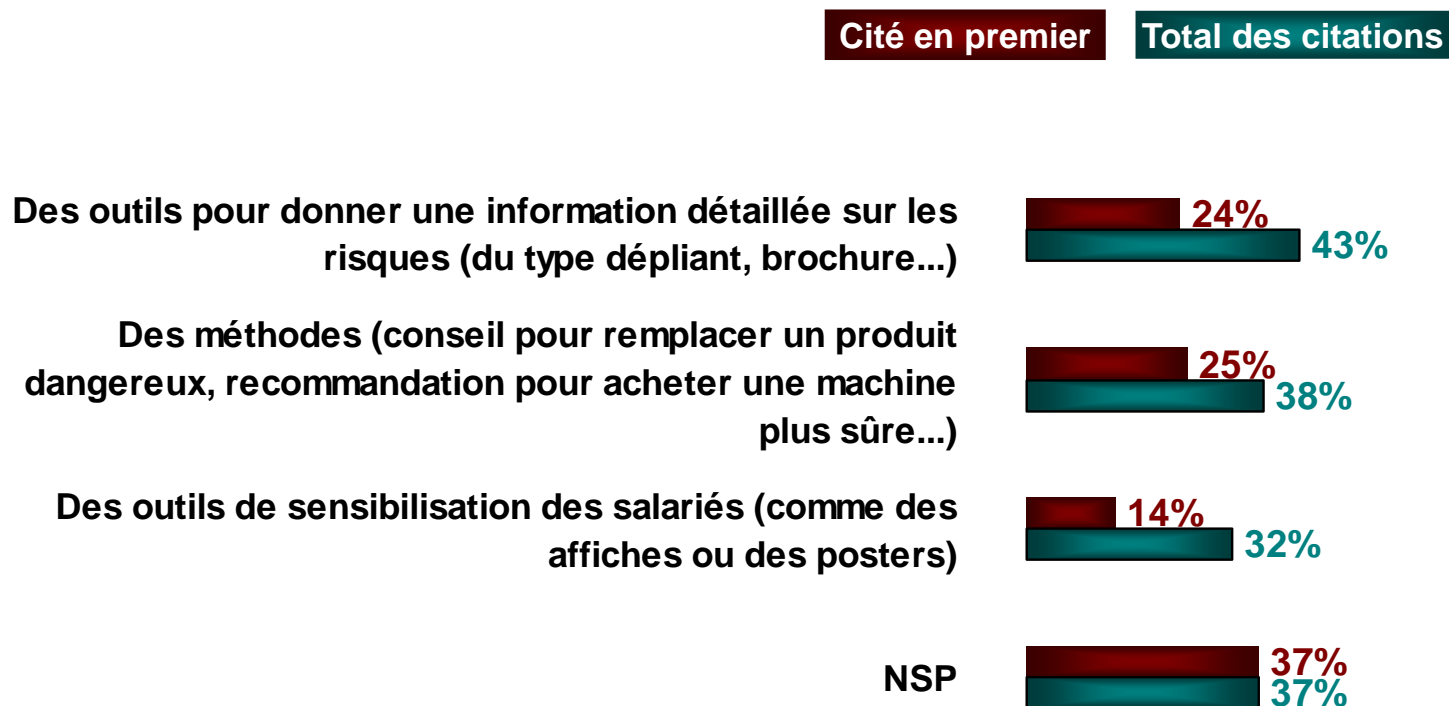 Cité en premier Total des citations
Des outils pour donner une information détaillée sur les
risques (du type dépliant, brochure...)
24%
43%
Des méthodes (conseil pour remplacer un produit
dangereux, recommandation pour acheter une machine
plus sûre...)
25%
38%
Des outils de sensibilisation des salariés (comme des
affiches ou des posters)
14%
32%
NSP
37%
37%